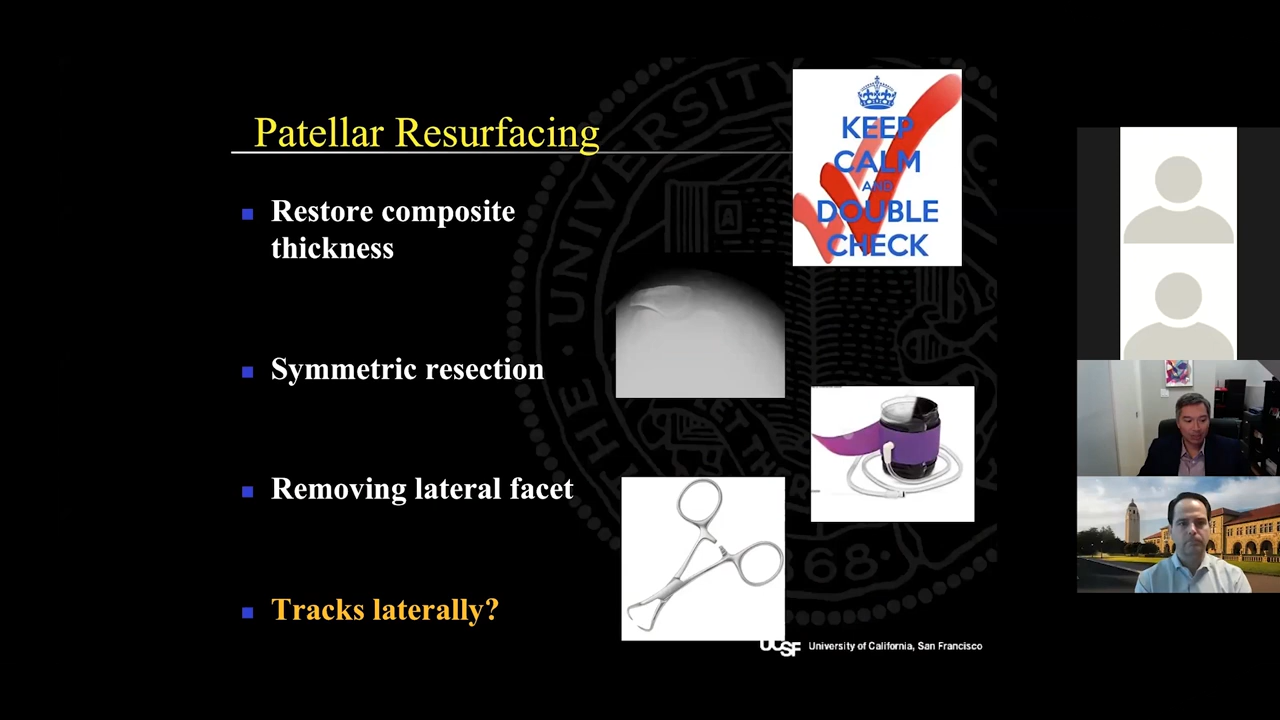 Patellar Resurfacing
Restore composite
thickness
Symmetric resection
Removing lateral facet
Tracks laterally?
KEEP
CALM
AND
DOUBLE
CHECK
UCSF University of California, San Francisco